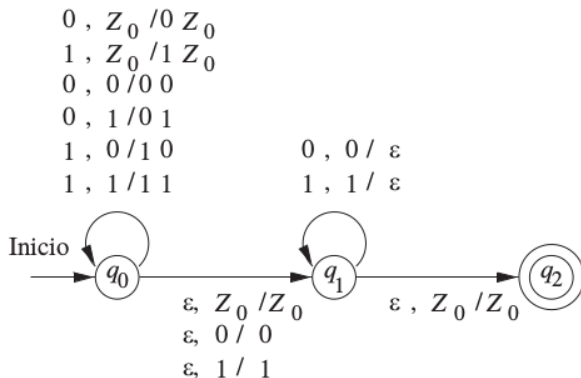 0 , Z0 / 0 Z0
1 , Z0 / 1 Z0
0 , 0 / 0 0
0 , 1 / 0 1
1 , 0 / 1 0
1 , 1 / 1 1
0 , 0 / ε
1 , 1 / ε
Inicio
q0
q1
q2
ε, Z0 / Z0
ε, 0 / 0
ε, 1 / 1
ε , Z0 / Z0